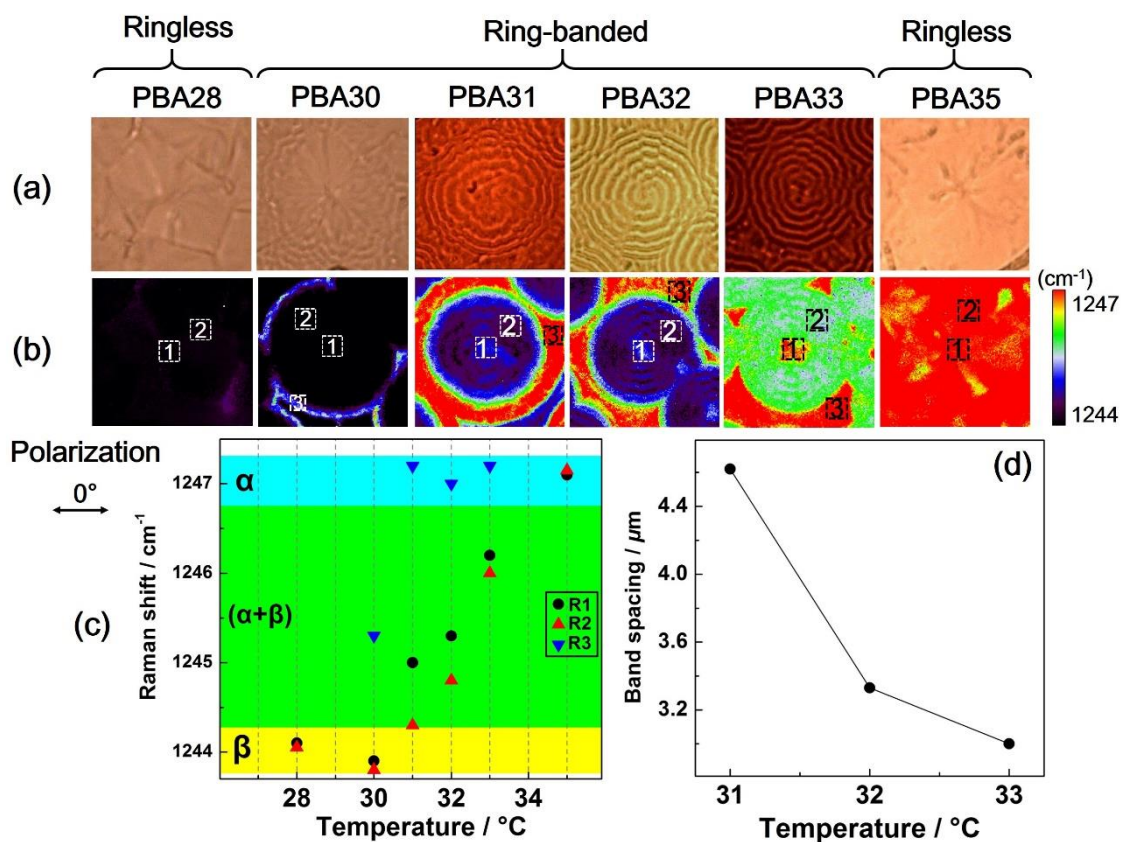 Ringless Ring-banded Ringless
PBA28 PBA30 PBA31 PBA32 PBA33 PBA35
(a)
(cm⁻¹)
(b)
1247
1244
1 2
1 2 3
1 2 3
1 2 3
1 2 3
1 2
Polarization
0°
(c)
Raman shift / cm⁻¹
1247
1246
1245
1244
α
(α+β)
β
R1
R2
R3
28 30 32 34
Temperature / °C
(d)
Band spacing / µm
4.4
4.0
3.6
3.2
31 32 33
Temperature / °C